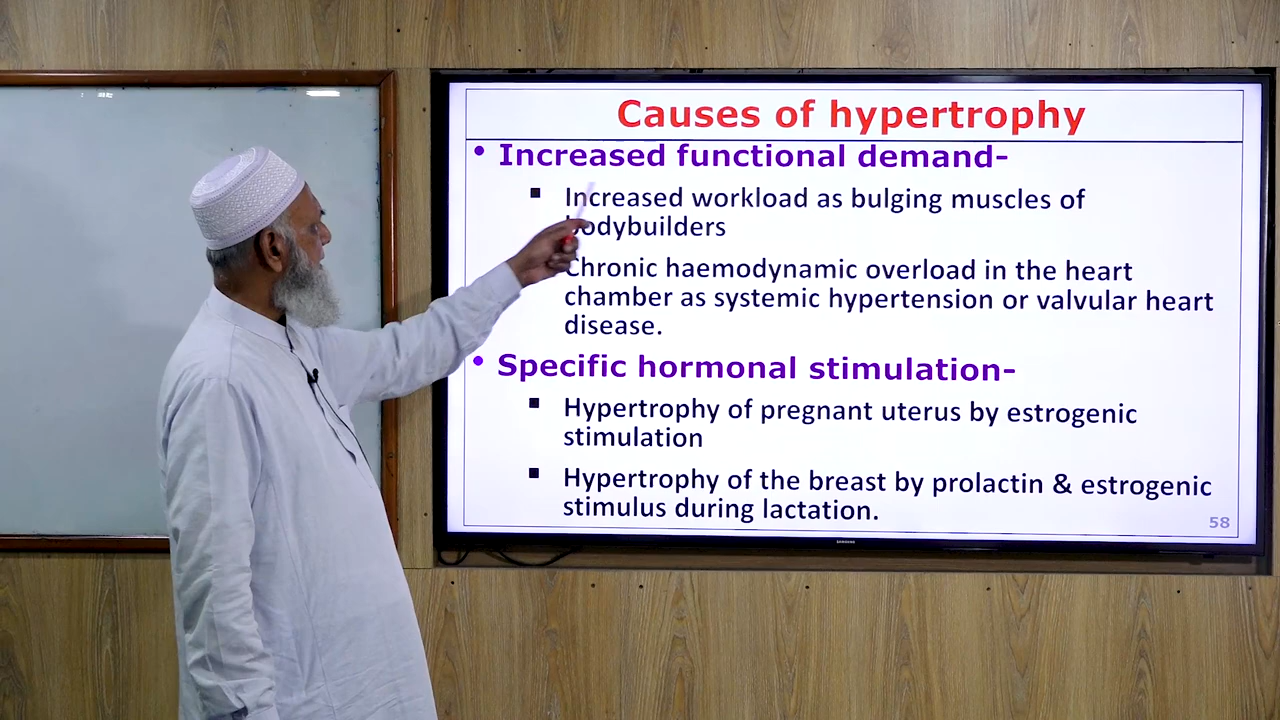 Causes of hypertrophy
• Increased functional demand-
▪ Increased workload as bulging muscles of
bodybuilders
Chronic haemodynamic overload in the heart
chamber as systemic hypertension or valvular heart
disease.
• Specific hormonal stimulation-
▪ Hypertrophy of pregnant uterus by estrogenic
stimulation
▪ Hypertrophy of the breast by prolactin & estrogenic
stimulus during lactation.
58
SAMSUNG